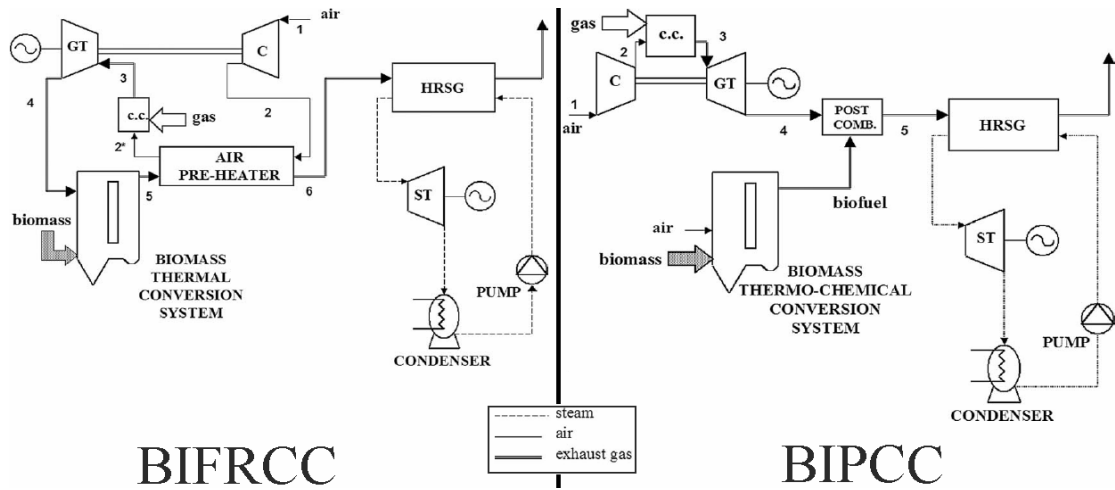 air
1
GT
C
3
4
2
c.c.
gas
2*
AIR
PRE-HEATER
5
6
HRSG
biomass
ST
BIOMASS
THERMAL
CONVERSION
SYSTEM
PUMP
CONDENSER
BIFRCC
gas
c.c.
2
3
C
GT
1
air
4
POST
COMB.
5
HRSG
biofuel
air
biomass
ST
BIOMASS
THERMO-CHEMICAL
CONVERSION
SYSTEM
PUMP
CONDENSER
BIPCC
steam
air
exhaust gas